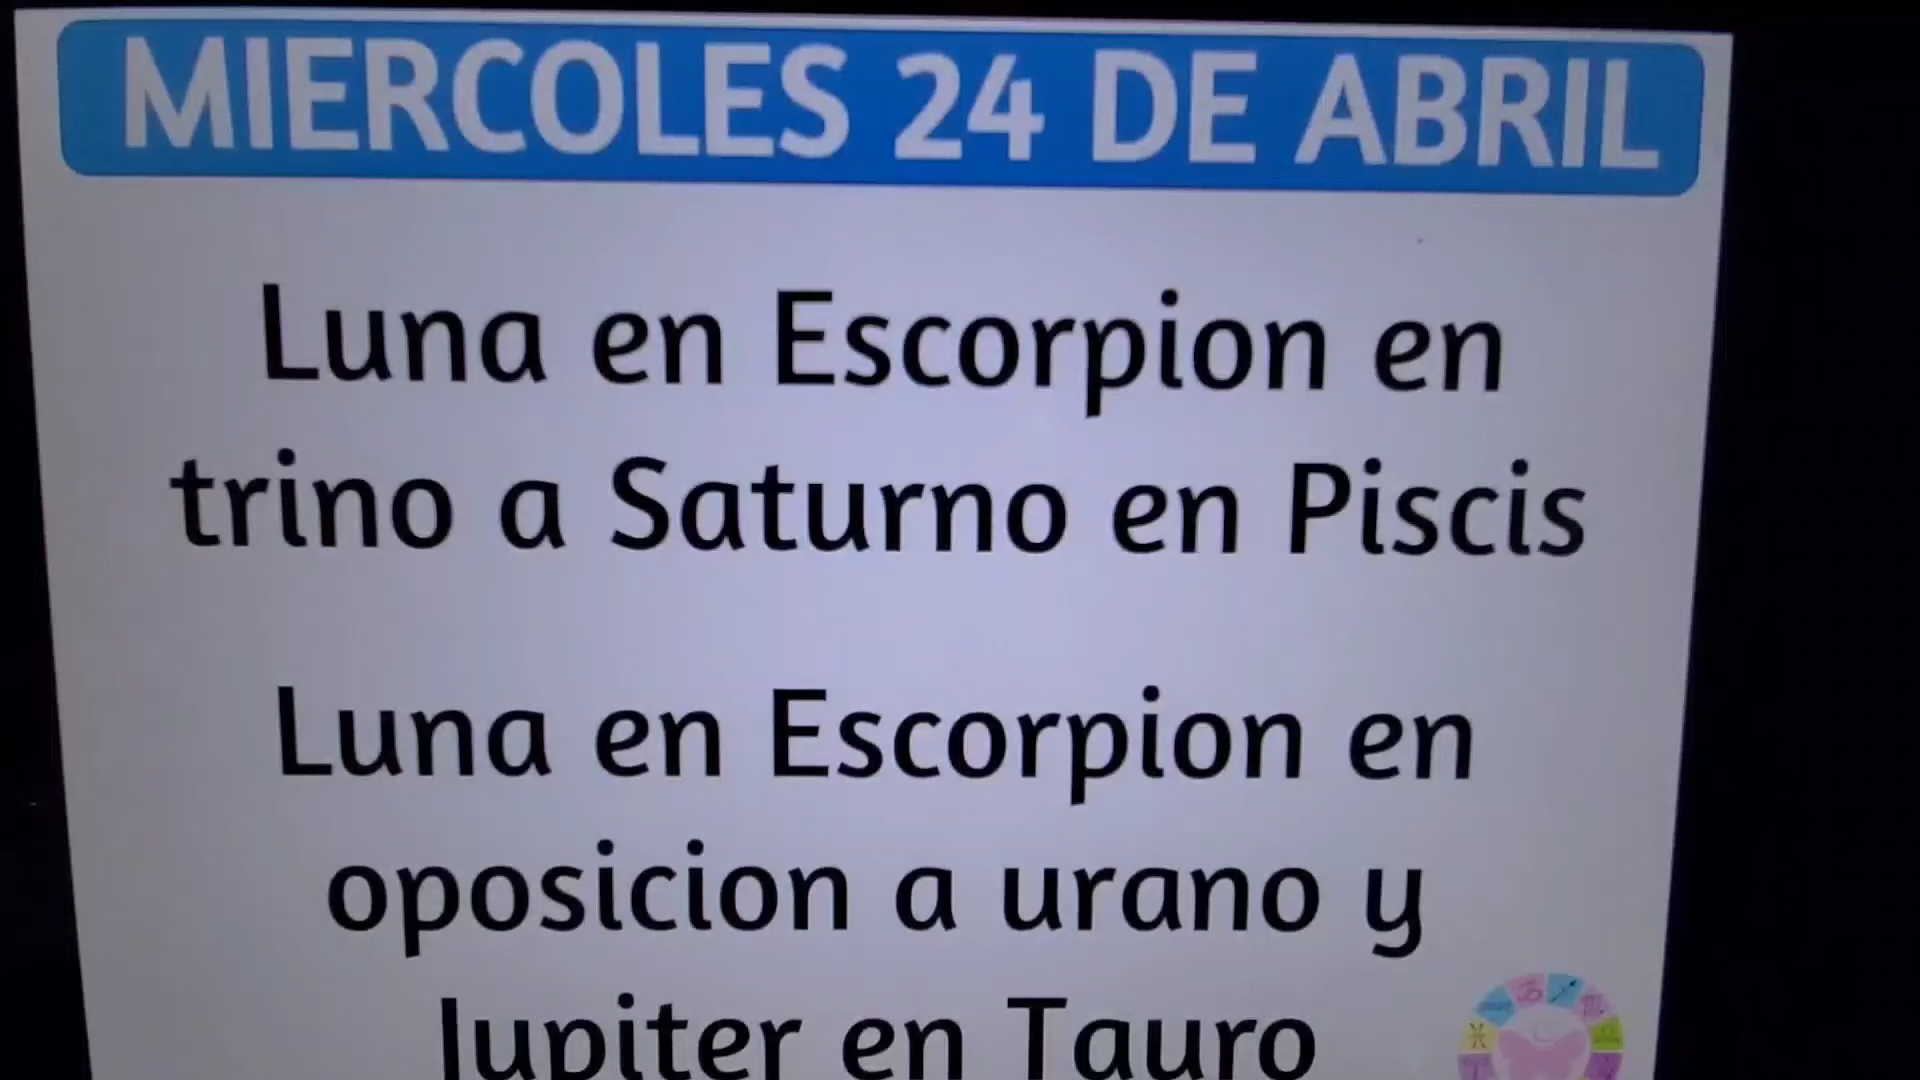 MIERCOLES 24 DE ABRIL
Luna en Escorpion en
trino a Saturno en Piscis
Luna en Escorpion en
oposicion a urano y
Jupiter en Tauro